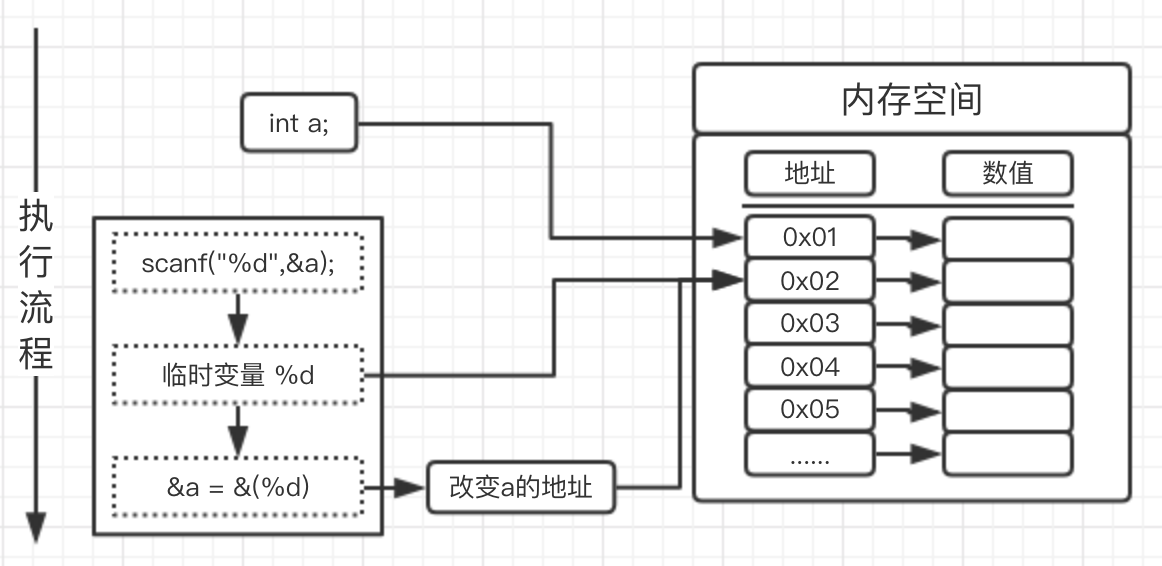 执行流程
int a;
scanf("%d",&a);
临时变量 %d
&a = &(%d)
改变a的地址
内存空间
地址 数值
0x01
0x02
0x03
0x04
0x05
......